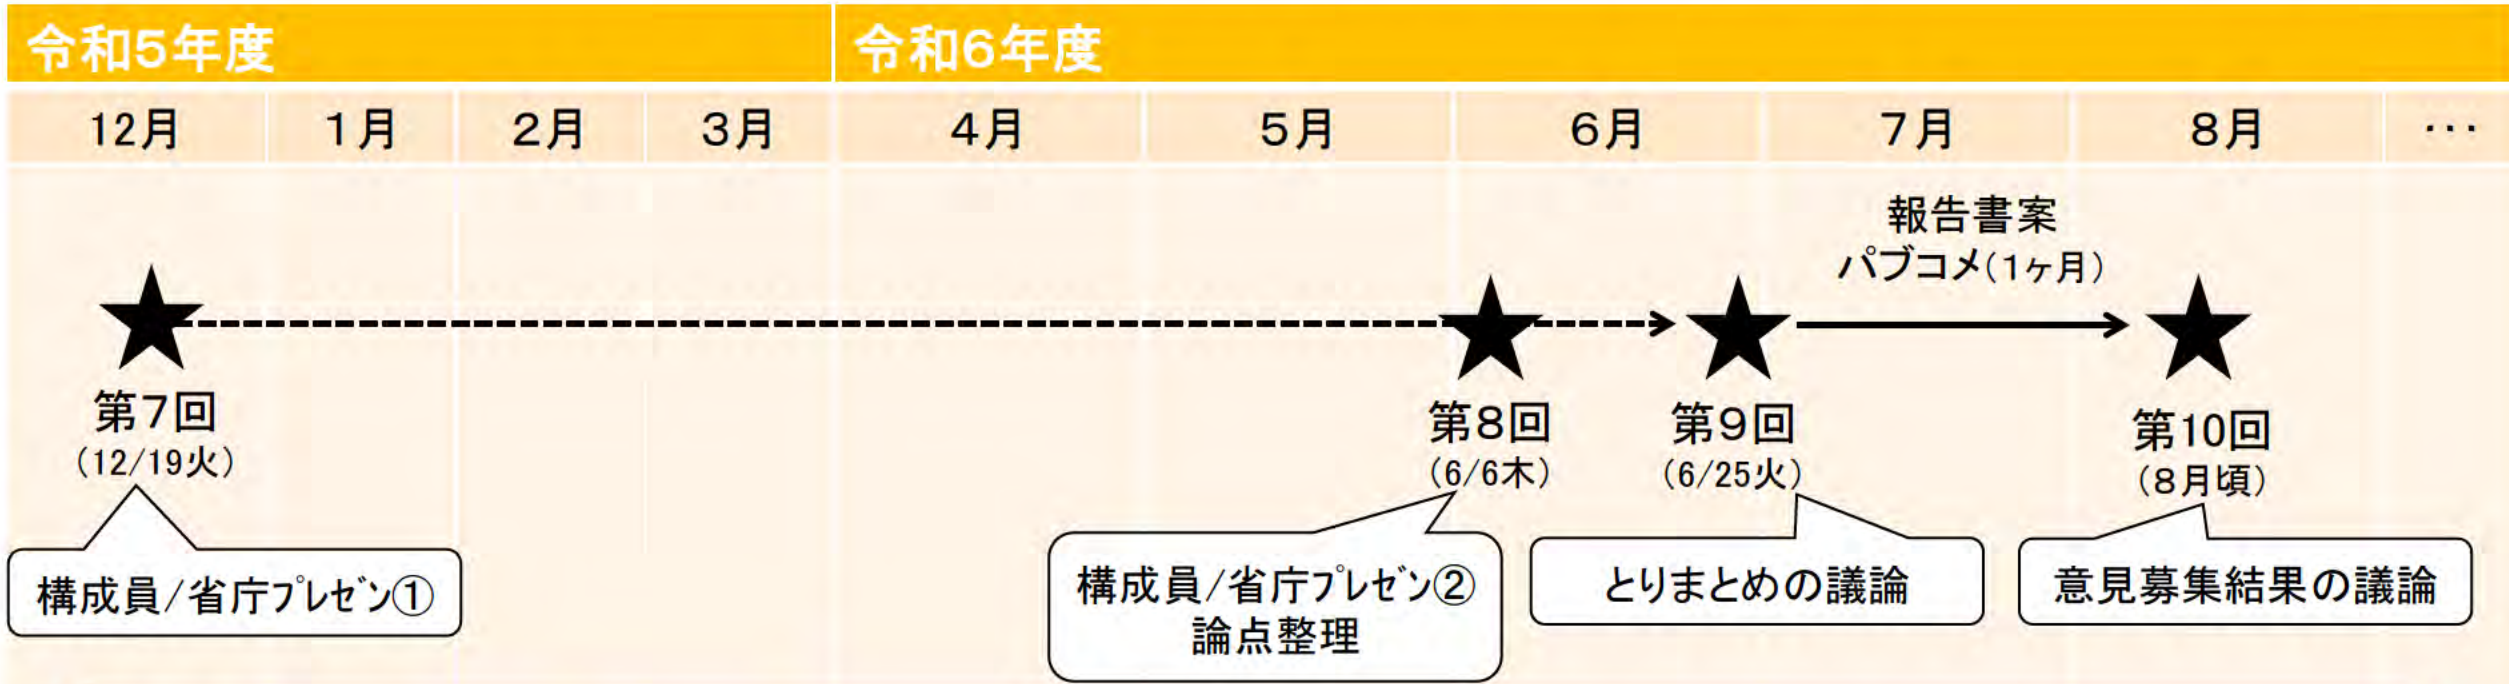 令和5年度
令和6年度
12月
1月
2月
3月
4月
5月
6月
7月
8月
･･･
報告書案
パブコメ(1ヶ月)
第7回
(12/19火)
第8回
(6/6木)
第9回
(6/25火)
第10回
(8月頃)
構成員/省庁ﾌﾟﾚｾﾞﾝ①
構成員/省庁ﾌﾟﾚｾﾞﾝ②
論点整理
とりまとめの議論
意見募集結果の議論